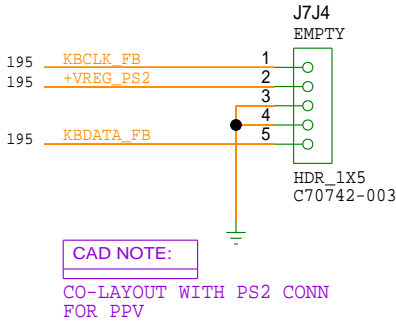 J7J4
EMPTY
195 KBCLK_FB 1
195 +VREG_PS2 2
3
4
195 KBDATA_FB 5
HDR_1X5
C70742-003
CAD NOTE:
CO-LAYOUT WITH PS2 CONN
FOR PPV